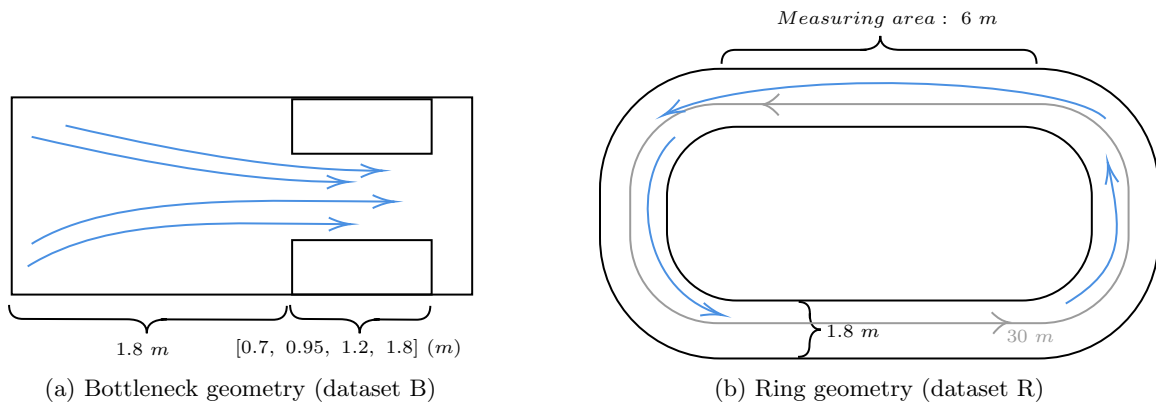 Measuring area : 6 m
1.8 m
[0.7, 0.95, 1.2, 1.8] (m)
1.8 m
30 m
(a) Bottleneck geometry (dataset B)
(b) Ring geometry (dataset R)